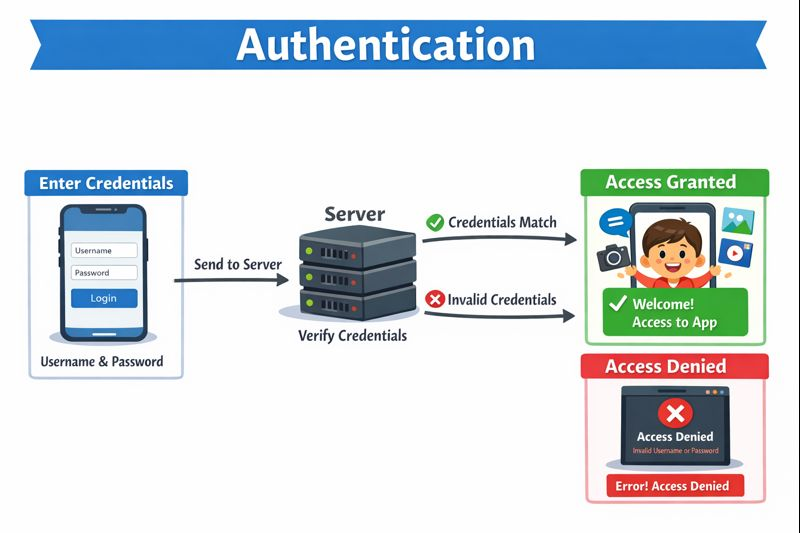 Authentication
Enter Credentials
Username
Password
Login
Username & Password
Send to Server
Server
Verify Credentials
Credentials Match
Invalid Credentials
Access Granted
Welcome!
Access to App
Access Denied
Access Denied
Invalid Username or Password
Error! Access Denied